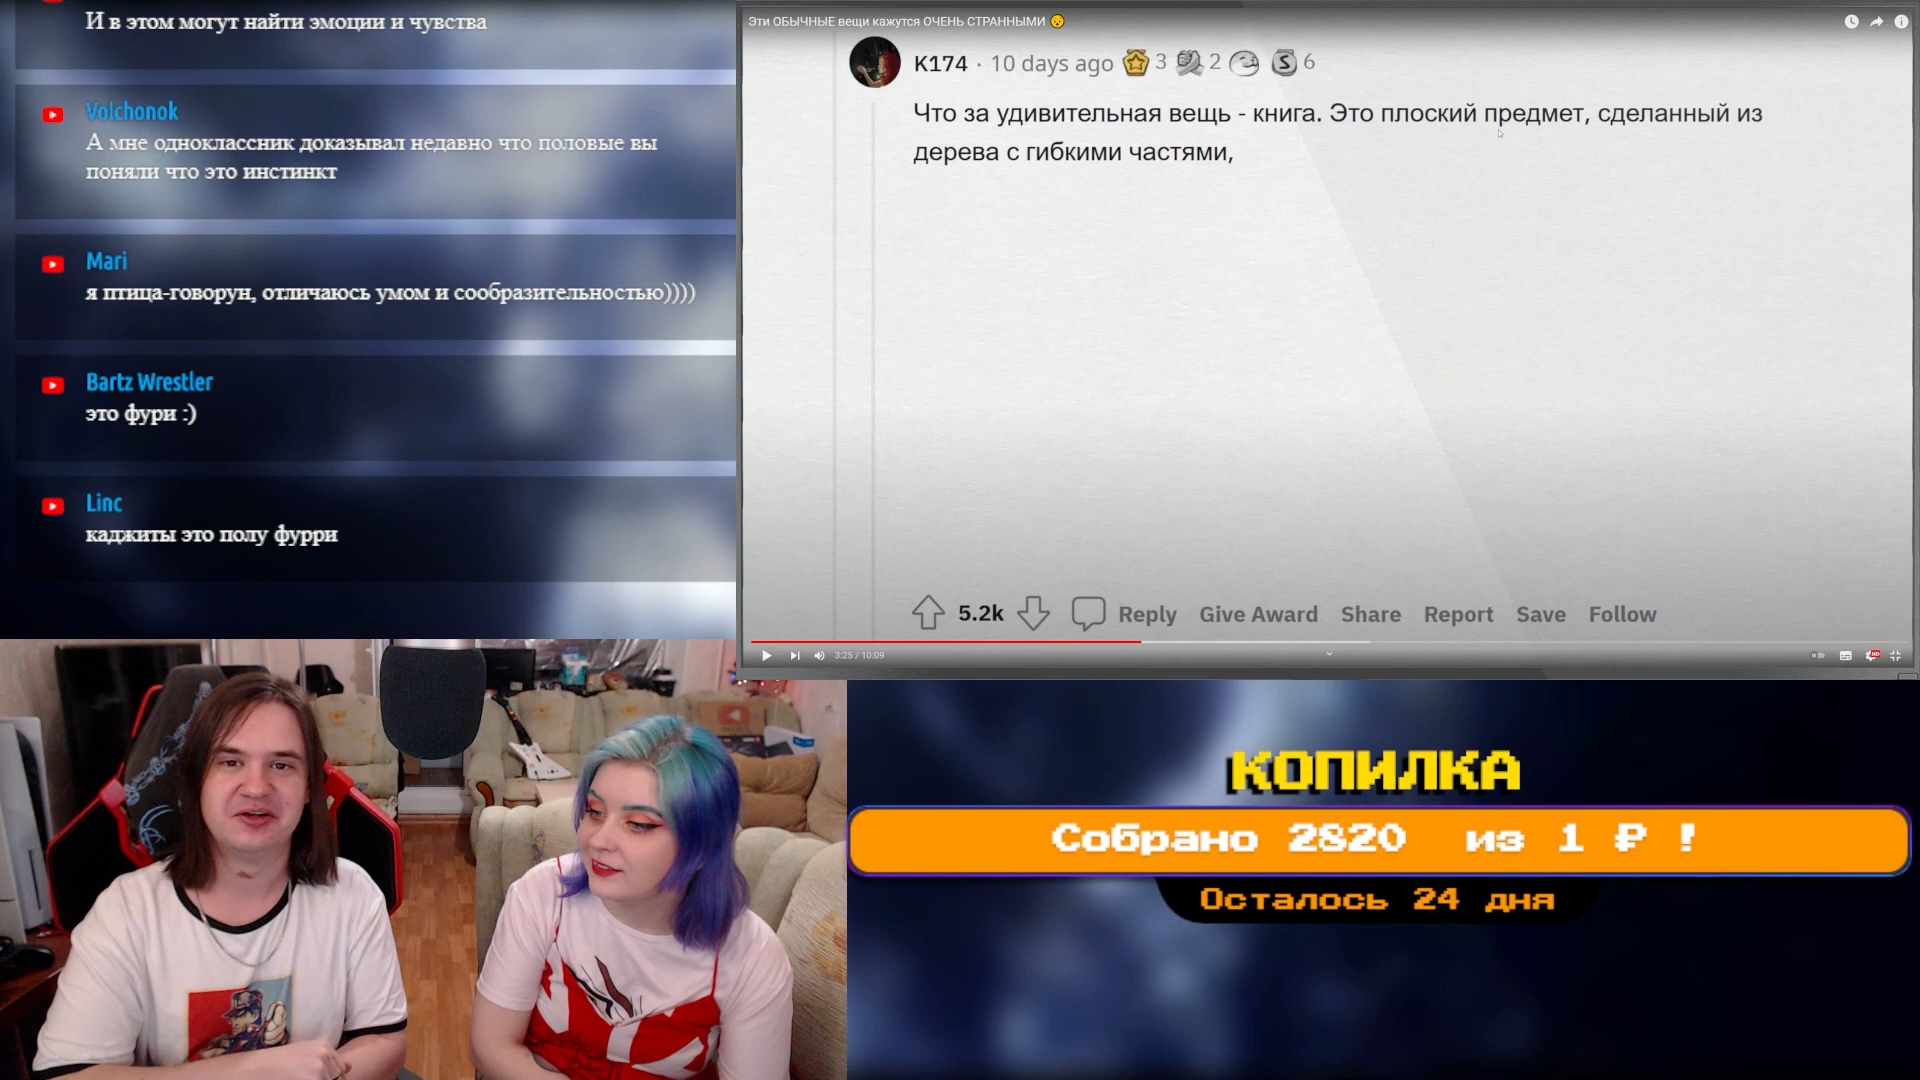 И в этом могут найти эмоции и чувства
Volchonok
А мне одноклассник доказывал недавно что половые вы
поняли что это инстинкт
Mari
я птица-говорун, отличаюсь умом и сообразительностью))))
Bartz Wrestler
это фури :)
Linc
каджиты это полу фурри
Эти ОБЫЧНЫЕ вещи кажутся ОЧЕНЬ СТРАННЫМИ 😮
K174 · 10 days ago 3 2 S 6
Что за удивительная вещь - книга. Это плоский предмет, сделанный из
дерева с гибкими частями,
5.2k Reply Give Award Share Report Save Follow
3:25 / 10:09
HD
КОПИЛКА
Собрано 2820 из 1 ₽ !
Осталось 24 дня